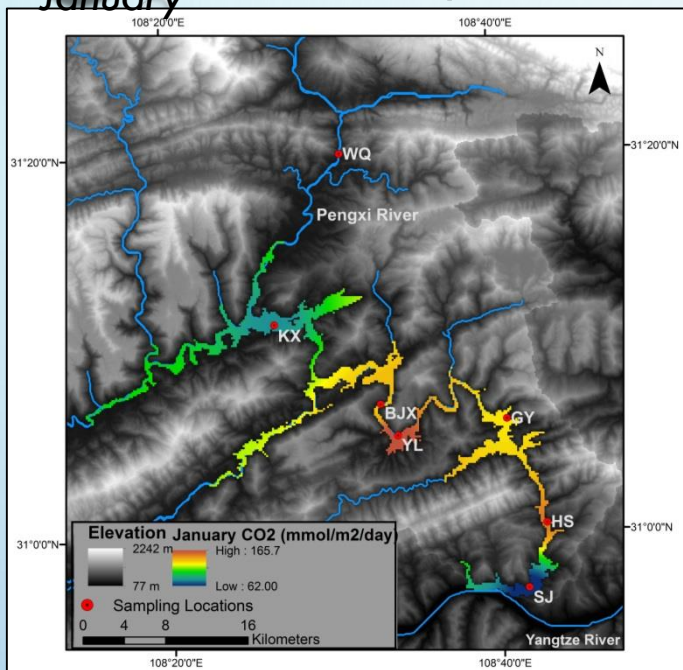 January
108°20'0"E
108°40'0"E
N
31°20'0"N
31°20'0"N
WQ
Pengxi River
KX
BJX
GY
YL
HS
31°0'0"N
31°0'0"N
SJ
Yangtze River
Elevation
2242 m
77 m
January CO2 (mmol/m2/day)
High : 165.7
Low : 62.00
Sampling Locations
0 4 8 16
Kilometers
108°20'0"E
108°40'0"E